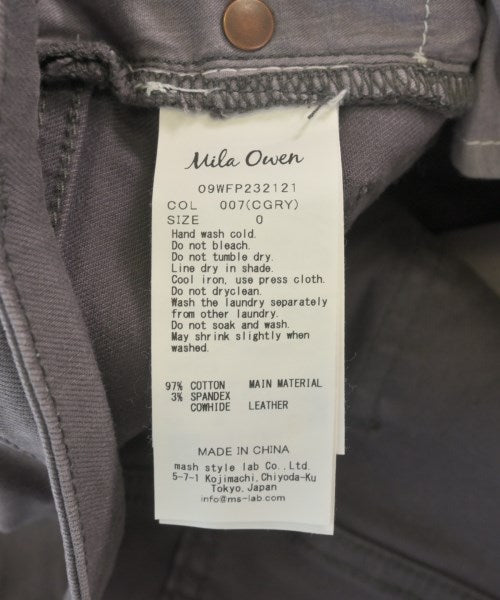 Mila Owen
09WFP232121
COL 007(CGRY)
SIZE 0
Hand wash cold.
Do not bleach.
Do not tumble dry.
Line dry in shade.
Cool iron, use press cloth.
Do not dryclean.
Wash the laundry separately
from other laundry.
Do not soak and wash.
May shrink slightly when
washed.
97% COTTON MAIN MATERIAL
3% SPANDEX
COWHIDE LEATHER
MADE IN CHINA
mash style lab Co.,Ltd.
5-7-1 Kojimachi,Chiyoda-Ku
Tokyo,Japan
info@ms-lab.com